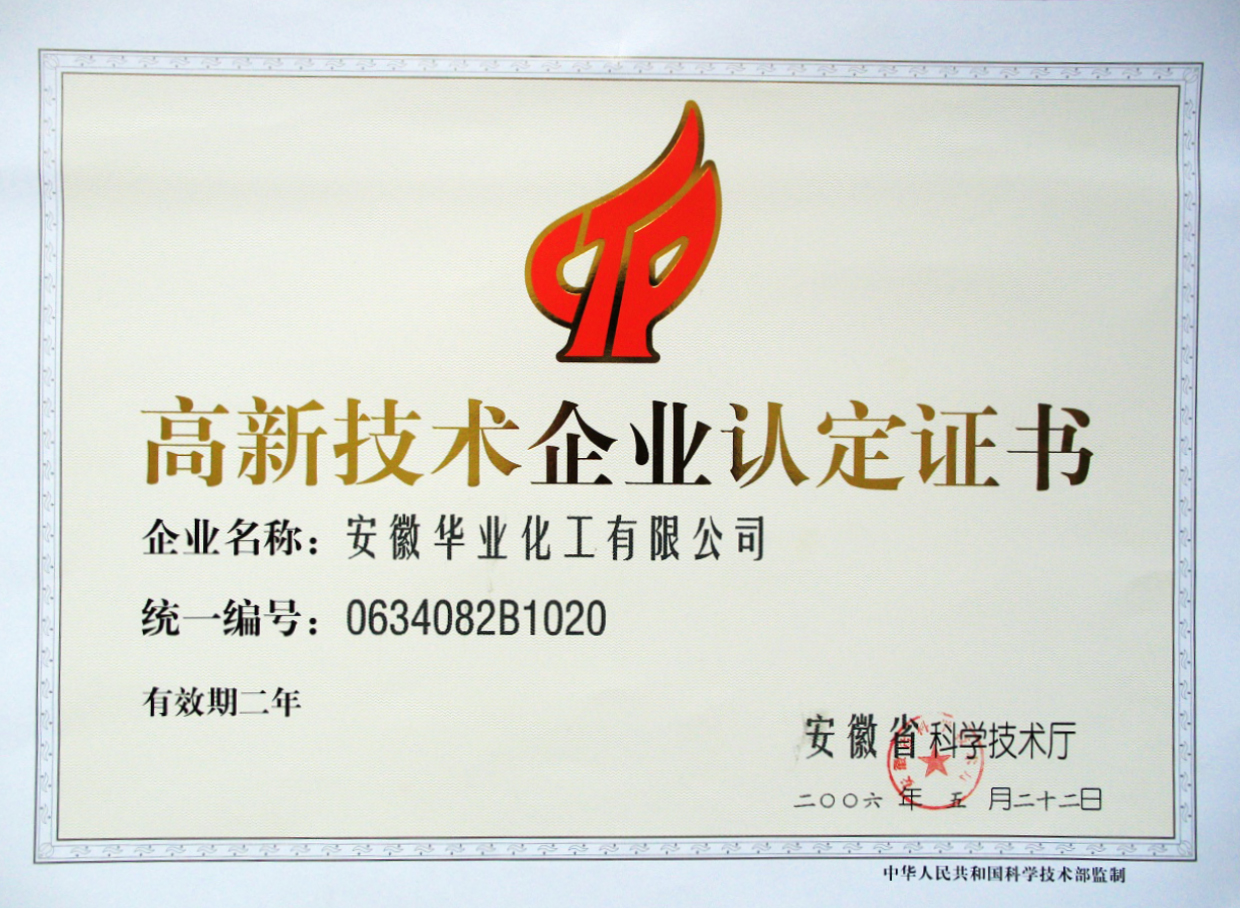 高新技术企业认定证书
企业名称：安徽华业化工有限公司
统一编号：0634082B1020
有效期二年
安徽省科学技术厅
二〇〇六年五月二十二日
中华人民共和国科学技术部监制